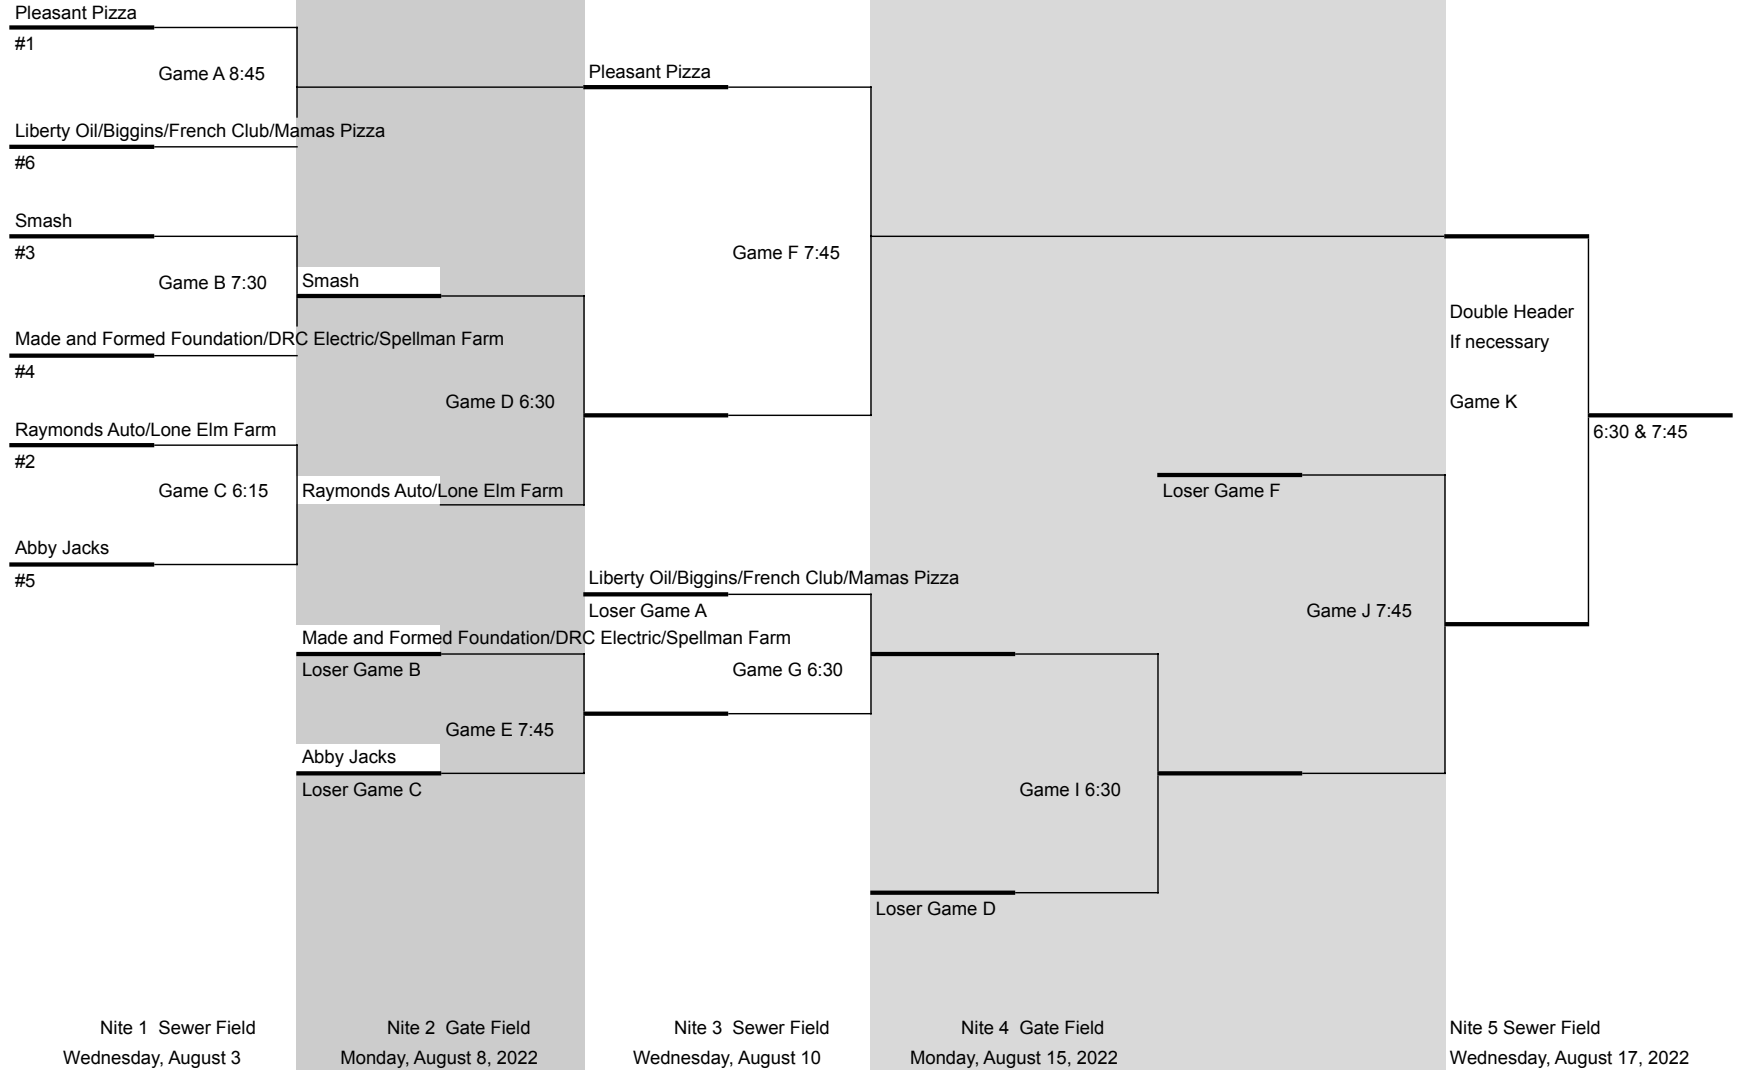 Pleasant Pizza
#1
Game A 8:45
Liberty Oil/Biggins/French Club/Mamas Pizza
#6
Smash
#3
Game B 7:30
Made and Formed Foundation/DRC Electric/Spellman Farm
#4
Raymonds Auto/Lone Elm Farm
#2
Game C 6:15
Abby Jacks
#5
Smash
Game D 6:30
Raymonds Auto/Lone Elm Farm
Made and Formed Foundation/DRC Electric/Spellman Farm
Loser Game B
Game E 7:45
Abby Jacks
Loser Game C
Pleasant Pizza
Game F 7:45
Liberty Oil/Biggins/French Club/Mamas Pizza
Loser Game A
Game G 6:30
Game I 6:30
Loser Game D
Loser Game F
Game J 7:45
Double Header
If necessary
Game K
6:30 & 7:45
Nite 1 Sewer Field
Wednesday, August 3
Nite 2 Gate Field
Monday, August 8, 2022
Nite 3 Sewer Field
Wednesday, August 10
Nite 4 Gate Field
Monday, August 15, 2022
Nite 5 Sewer Field
Wednesday, August 17, 2022